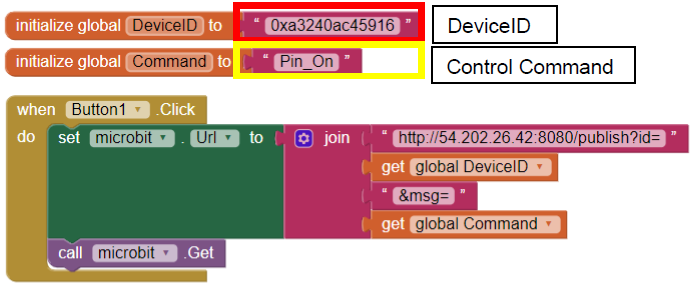 initialize global DeviceID to " 0xa3240ac45916 " DeviceID
initialize global Command to " Pin_On " Control Command
when Button1 .Click
do set microbit . Url to join " http://54.202.26.42:8080/publish?id= "
get global DeviceID
" &msg= "
get global Command
call microbit .Get